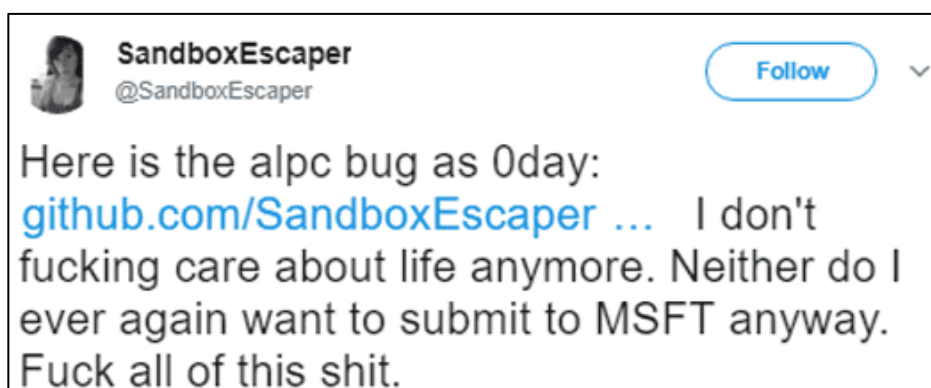 SandboxEscaper
@SandboxEscaper
Follow
Here is the alpc bug as 0day:
github.com/SandboxEscaper ... I don't
fucking care about life anymore. Neither do I
ever again want to submit to MSFT anyway.
Fuck all of this shit.